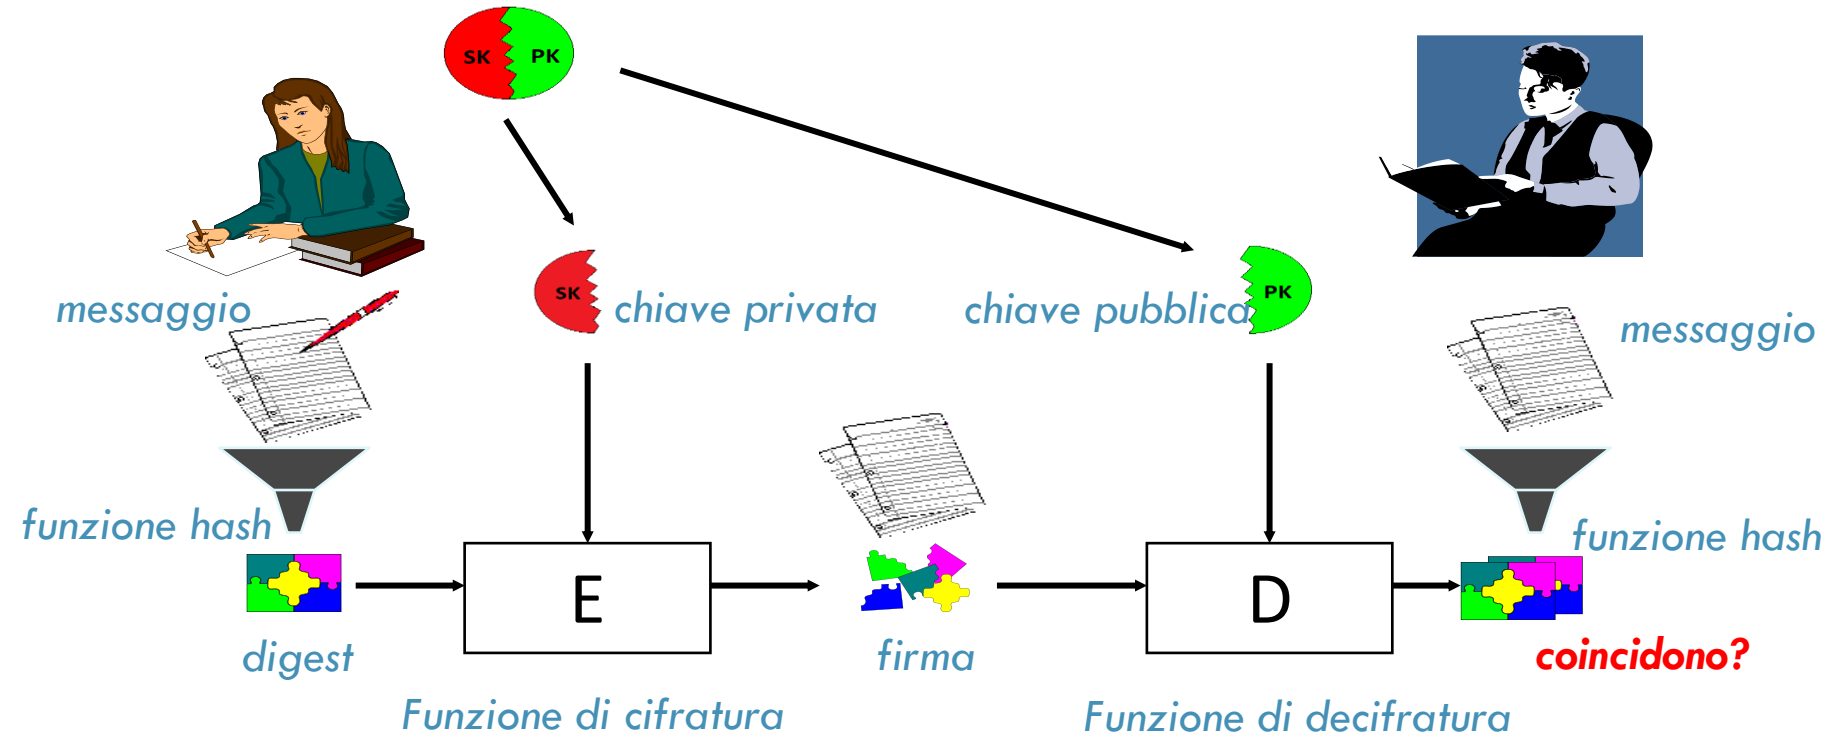 SK PK
SK
PK
messaggio
chiave privata
chiave pubblica
messaggio
funzione hash
funzione hash
E
D
digest
firma
coincidono?
Funzione di cifratura
Funzione di decifratura